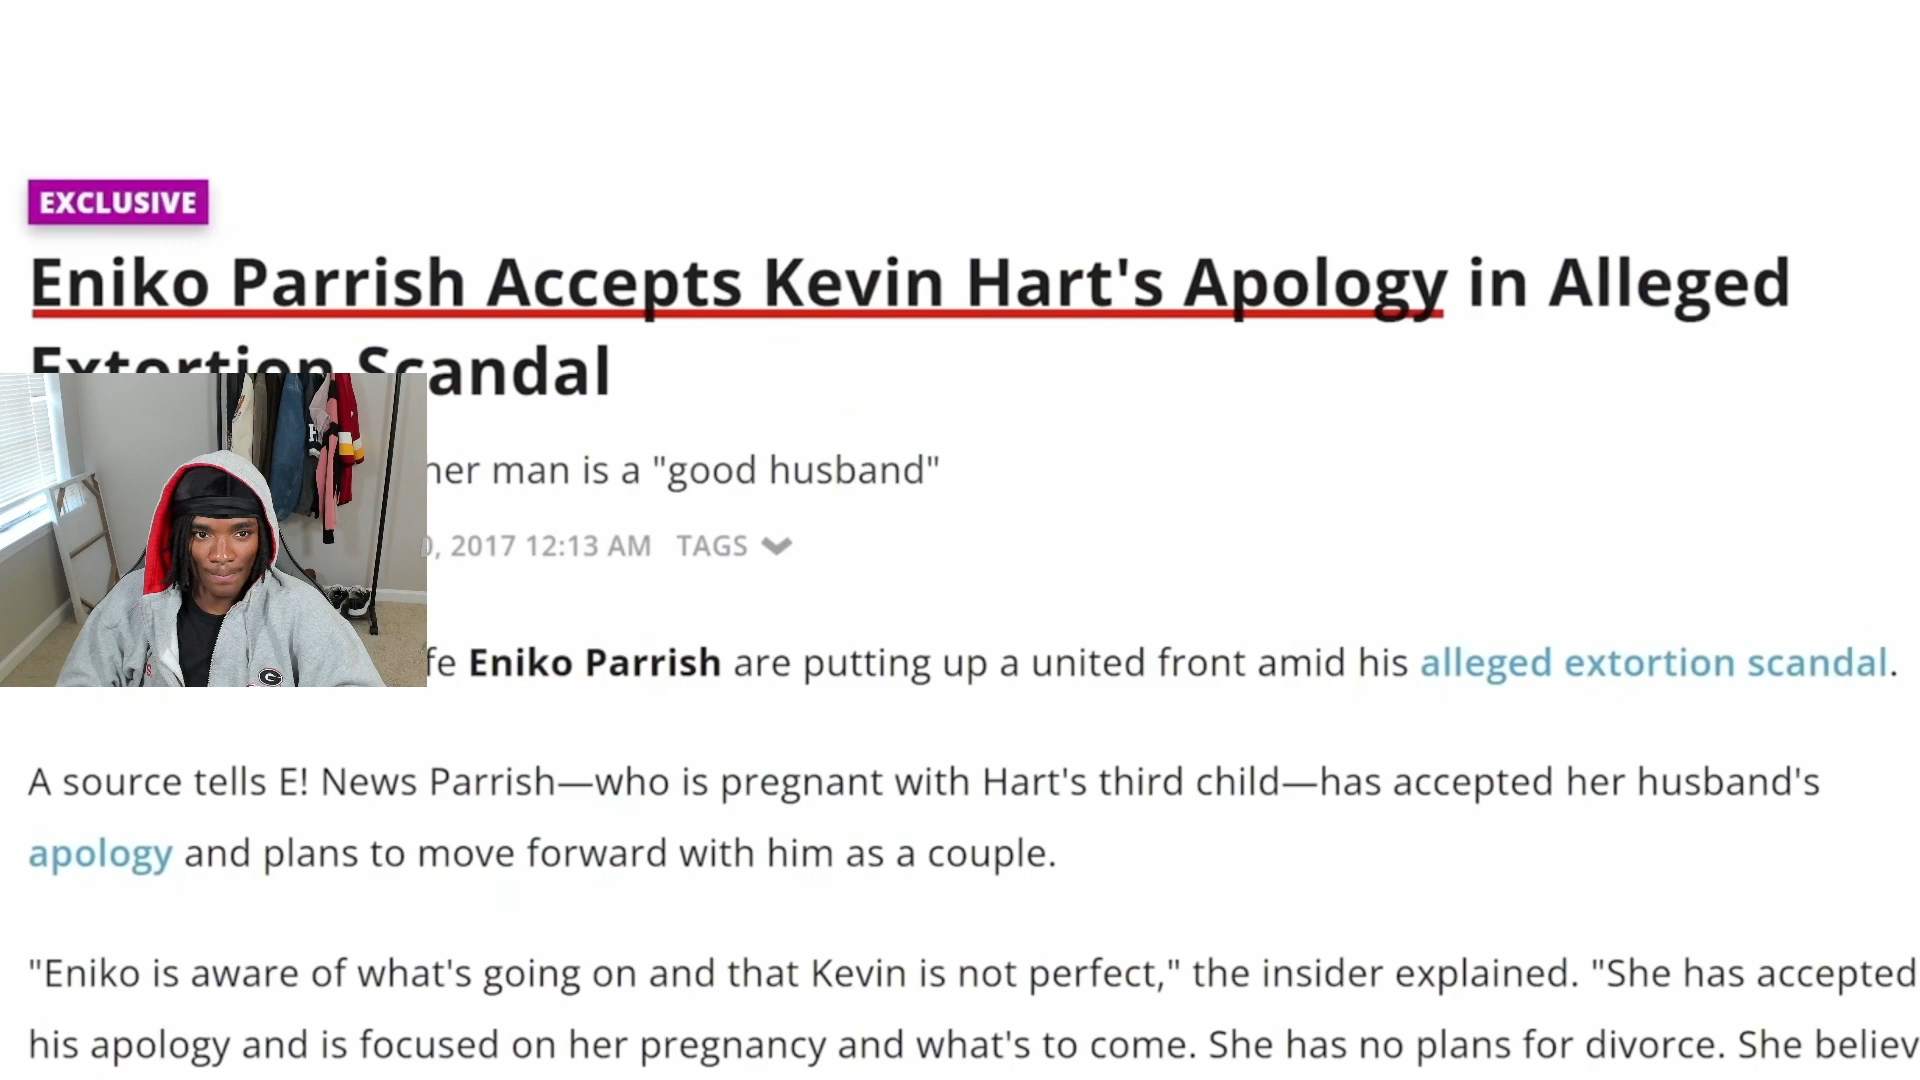 EXCLUSIVE
Eniko Parrish Accepts Kevin Hart's Apology in Alleged
Extortion Scandal
her man is a "good husband"
0, 2017 12:13 AM TAGS
fe Eniko Parrish are putting up a united front amid his alleged extortion scandal.
A source tells E! News Parrish—who is pregnant with Hart's third child—has accepted her husband's
apology and plans to move forward with him as a couple.
"Eniko is aware of what's going on and that Kevin is not perfect," the insider explained. "She has accepted
his apology and is focused on her pregnancy and what's to come. She has no plans for divorce. She believ
G